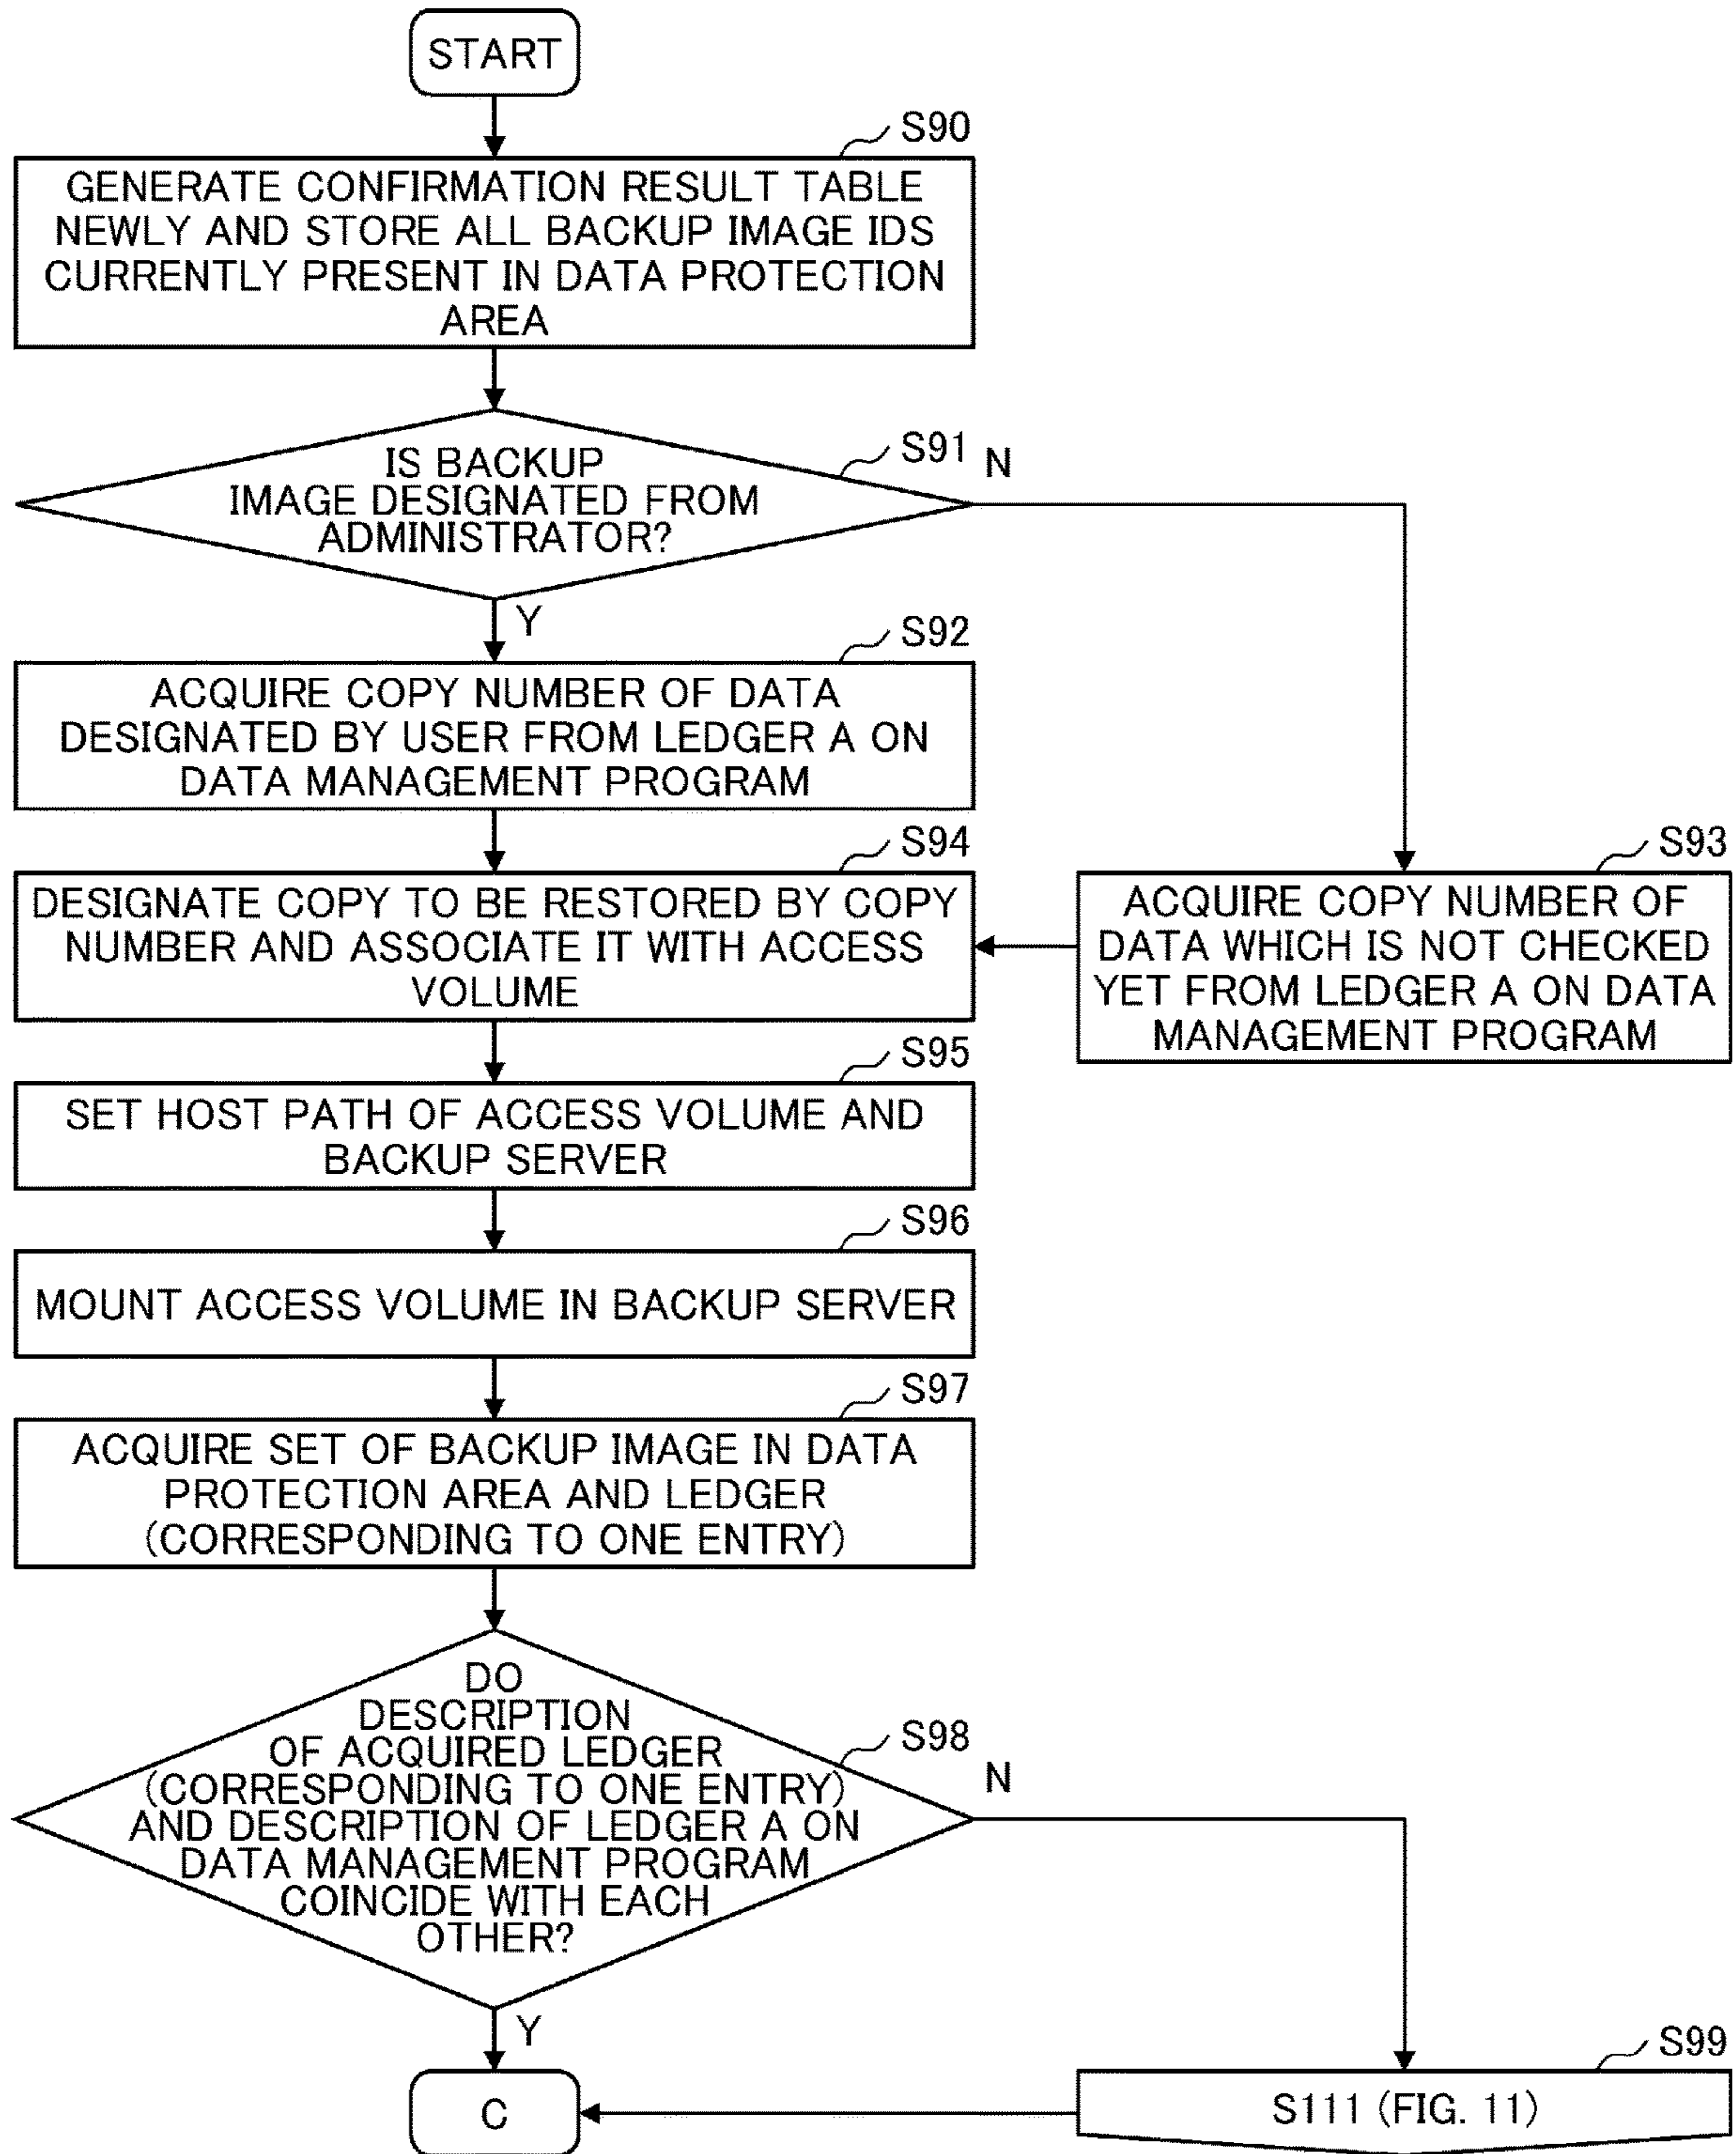 START
S90
GENERATE CONFIRMATION RESULT TABLE
NEWLY AND STORE ALL BACKUP IMAGE IDS
CURRENTLY PRESENT IN DATA PROTECTION
AREA
S91
N
IS BACKUP
IMAGE DESIGNATED FROM
ADMINISTRATOR?
Y
S92
ACQUIRE COPY NUMBER OF DATA
DESIGNATED BY USER FROM LEDGER A ON
DATA MANAGEMENT PROGRAM
S94
DESIGNATE COPY TO BE RESTORED BY COPY
NUMBER AND ASSOCIATE IT WITH ACCESS
VOLUME
S93
ACQUIRE COPY NUMBER OF
DATA WHICH IS NOT CHECKED
YET FROM LEDGER A ON DATA
MANAGEMENT PROGRAM
S95
SET HOST PATH OF ACCESS VOLUME AND
BACKUP SERVER
S96
MOUNT ACCESS VOLUME IN BACKUP SERVER
S97
ACQUIRE SET OF BACKUP IMAGE IN DATA
PROTECTION AREA AND LEDGER
(CORRESPONDING TO ONE ENTRY)
S98
N
DO
DESCRIPTION
OF ACQUIRED LEDGER
(CORRESPONDING TO ONE ENTRY)
AND DESCRIPTION OF LEDGER A ON
DATA MANAGEMENT PROGRAM
COINCIDE WITH EACH
OTHER?
Y
C
S99
S111 (FIG. 11)